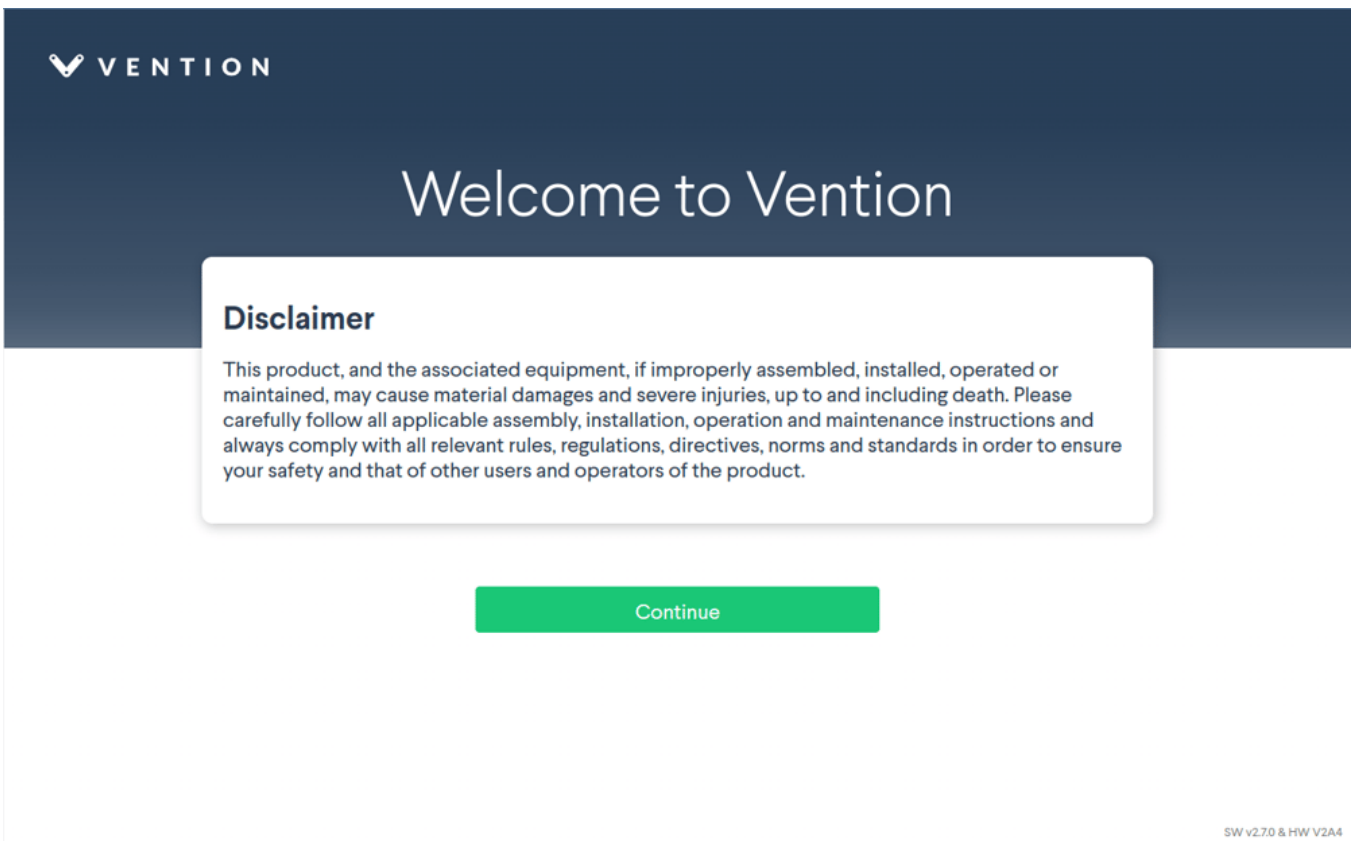 VENTION
Welcome to Vention
Disclaimer
This product, and the associated equipment, if improperly assembled, installed, operated or
maintained, may cause material damages and severe injuries, up to and including death. Please
carefully follow all applicable assembly, installation, operation and maintenance instructions and
always comply with all relevant rules, regulations, directives, norms and standards in order to ensure
your safety and that of other users and operators of the product.
Continue
SW v2.7.0 & HW V2A4